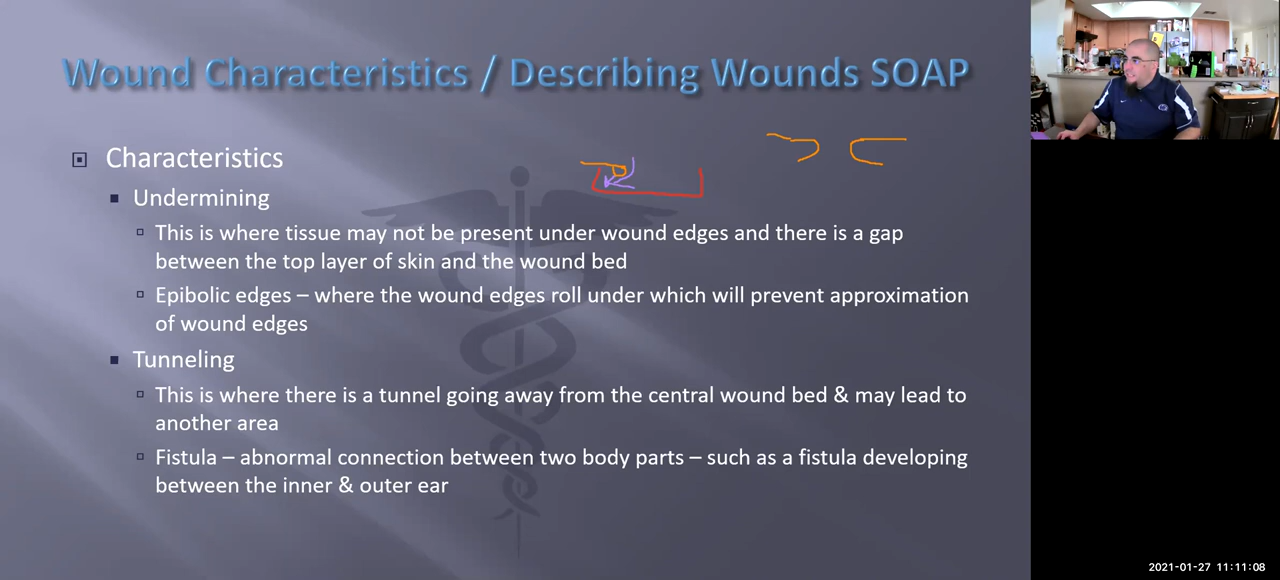 Wound Characteristics / Describing Wounds SOAP
Characteristics
Undermining
This is where tissue may not be present under wound edges and there is a gap
between the top layer of skin and the wound bed
Epibolic edges – where the wound edges roll under which will prevent approximation
of wound edges
Tunneling
This is where there is a tunnel going away from the central wound bed & may lead to
another area
Fistula – abnormal connection between two body parts – such as a fistula developing
between the inner & outer ear
2021-01-27 11:11:08